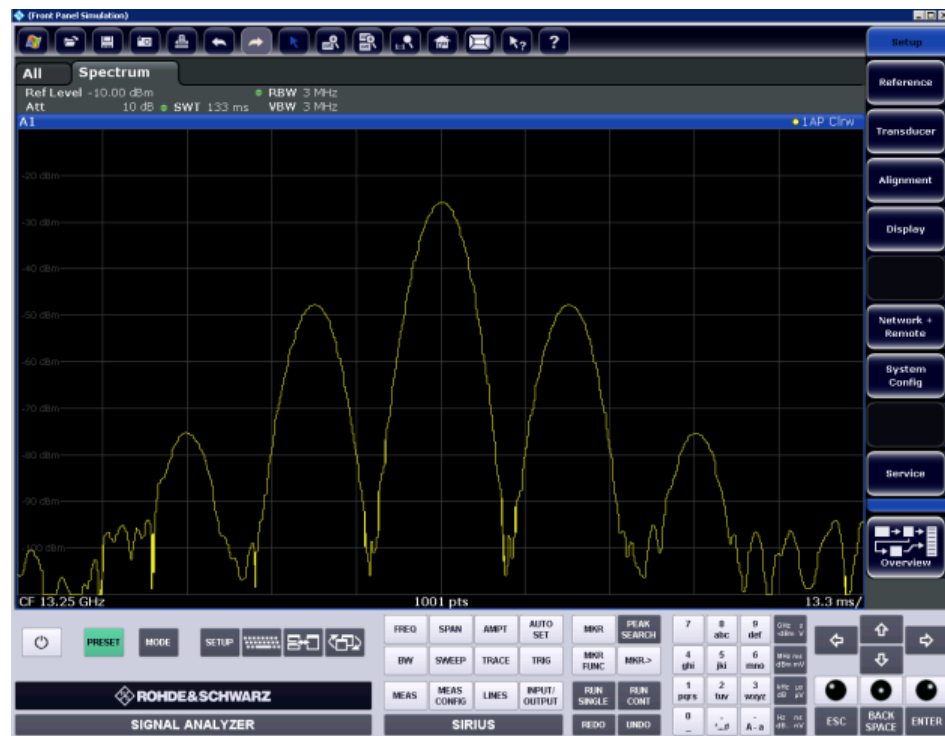 (Front Panel Simulation)
Setup
All Spectrum
Ref Level -10.00 dBm RBW 3 MHz
Att 10 dB SWT 133 ms VBW 3 MHz
A1 1AP Clrw
-20 dBm
-30 dBm
-40 dBm
-50 dBm
-60 dBm
-70 dBm
-80 dBm
-90 dBm
-100 dBm
CF 13.25 GHz 1001 pts 13.3 ms/
Reference
Transducer
Alignment
Display
Network +
Remote
System
Config
Service
Overview
PRESET MODE SETUP
FREQ SPAN AMPT AUTO SET MKR PEAK SEARCH 7 8 abc 9 def
BW SWEEP TRACE TRIG MKR FUNC MKR-> 4 ghi 5 jkl 6 mno
MEAS MEAS CONFIG LINES INPUT/ OUTPUT RUN SINGLE RUN CONT 1 pqrs 2 tuv 3 wxyz
REDO UNDO 0 _ . *..# - A-a ESC BACK SPACE ENTER
ROHDE&SCHWARZ
SIGNAL ANALYZER SIRIUS